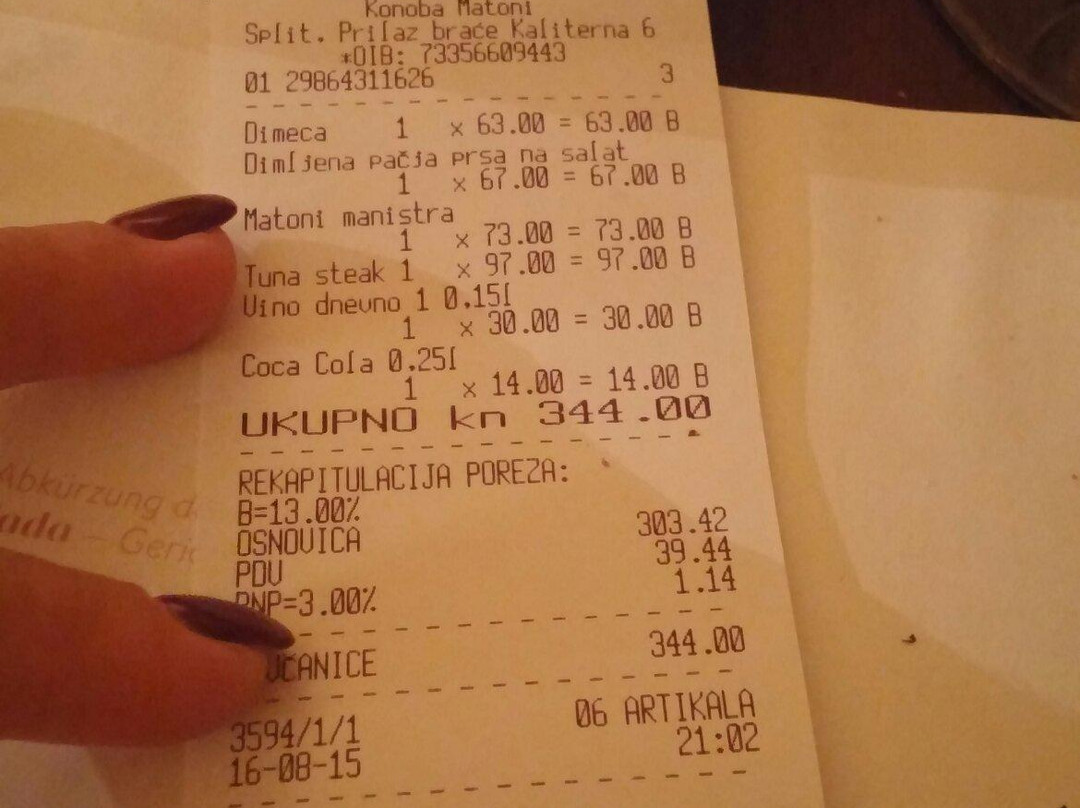 Konoba Matoni
Split. Prilaz braće Kaliterna 6
*OIB: 73356609443
01 29864311626 3
Dimeca 1 x 63.00 = 63.00 B
Dimljena pačja prsa na salat
1 x 67.00 = 67.00 B
Matoni manistra
1 x 73.00 = 73.00 B
Tuna steak 1 x 97.00 = 97.00 B
Vino dnevno 1 0.15l
1 x 30.00 = 30.00 B
Coca Cola 0.25l
1 x 14.00 = 14.00 B
UKUPNO kn 344.00
REKAPITULACIJA POREZA:
B=13.00%
OSNOVICA 303.42
PDV 39.44
PNP=3.00% 1.14
344.00
3594/1/1 06 ARTIKALA
16-08-15 21:02
Abkürzung